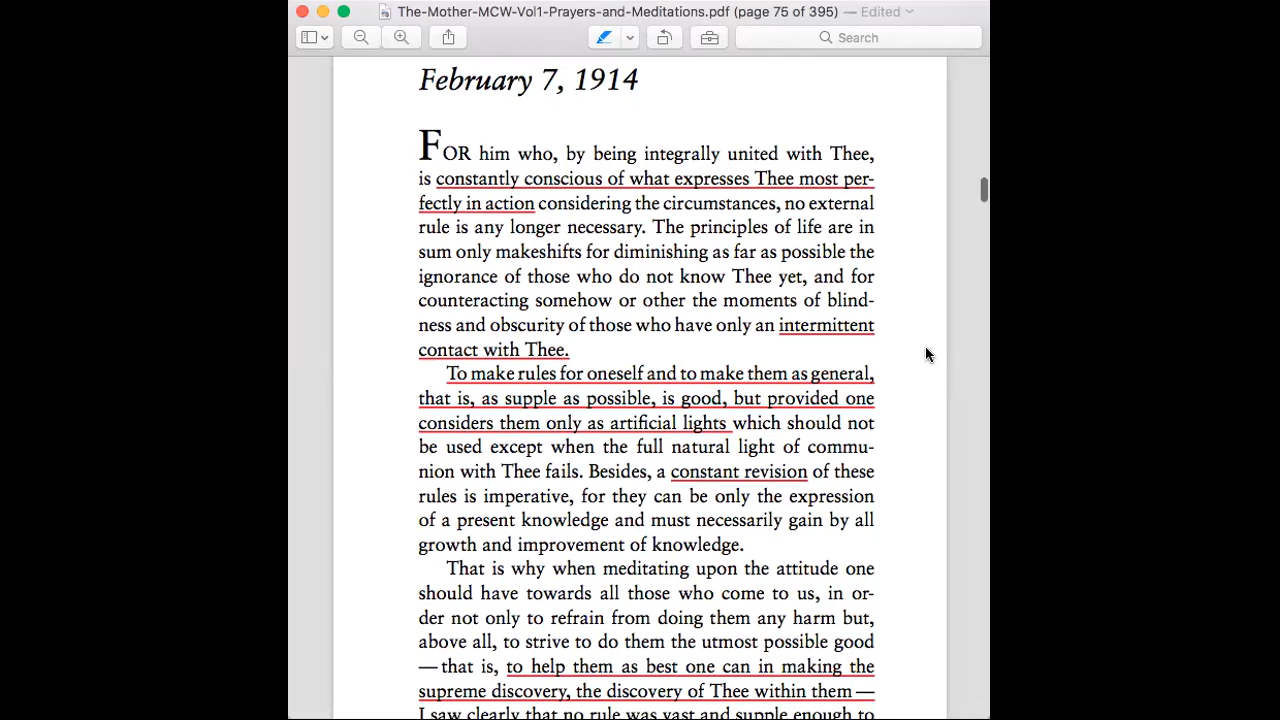 The-Mother-MCW-Vol1-Prayers-and-Meditations.pdf (page 75 of 395) — Edited
Search
February 7, 1914
FOR him who, by being integrally united with Thee,
is constantly conscious of what expresses Thee most per-
fectly in action considering the circumstances, no external
rule is any longer necessary. The principles of life are in
sum only makeshifts for diminishing as far as possible the
ignorance of those who do not know Thee yet, and for
counteracting somehow or other the moments of blind-
ness and obscurity of those who have only an intermittent
contact with Thee.
To make rules for oneself and to make them as general,
that is, as supple as possible, is good, but provided one
considers them only as artificial lights which should not
be used except when the full natural light of commu-
nion with Thee fails. Besides, a constant revision of these
rules is imperative, for they can be only the expression
of a present knowledge and must necessarily gain by all
growth and improvement of knowledge.
That is why when meditating upon the attitude one
should have towards all those who come to us, in or-
der not only to refrain from doing them any harm but,
above all, to strive to do them the utmost possible good
—that is, to help them as best one can in making the
supreme discovery, the discovery of Thee within them —
I saw clearly that no rule was vast and supple enough to